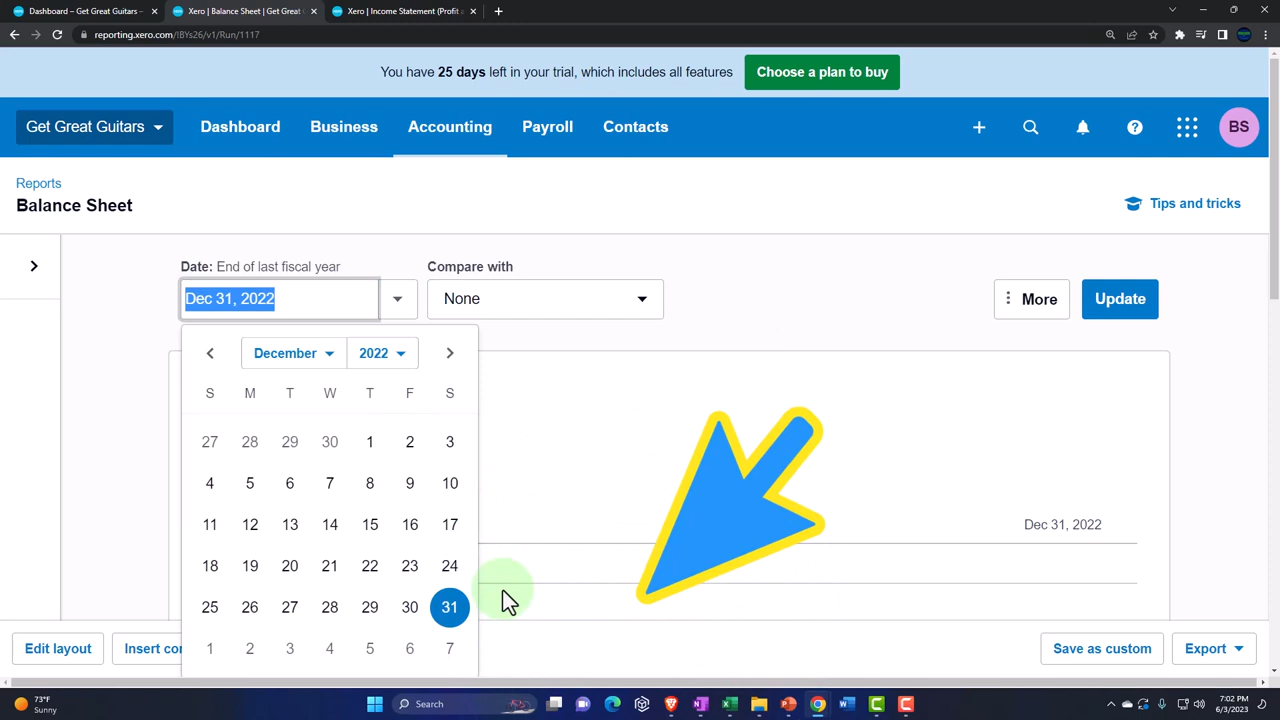 Dashboard – Get Great Guitars –
Xero | Balance Sheet | Get Great
Xero | Income Statement (Profit a
reporting.xero.com/!BYs26/v1/Run/1117
You have 25 days left in your trial, which includes all features
Choose a plan to buy
Get Great Guitars
Dashboard
Business
Accounting
Payroll
Contacts
BS
Reports
Balance Sheet
Tips and tricks
Date: End of last fiscal year
Compare with
Dec 31, 2022
None
More
Update
December
2022
S M T W T F S
27 28 29 30 1 2 3
4 5 6 7 8 9 10
11 12 13 14 15 16 17
Dec 31, 2022
18 19 20 21 22 23 24
25 26 27 28 29 30 31
1 2 3 4 5 6 7
Edit layout
Insert con
Save as custom
Export
73°F
Sunny
Search
7:02 PM
6/3/2023